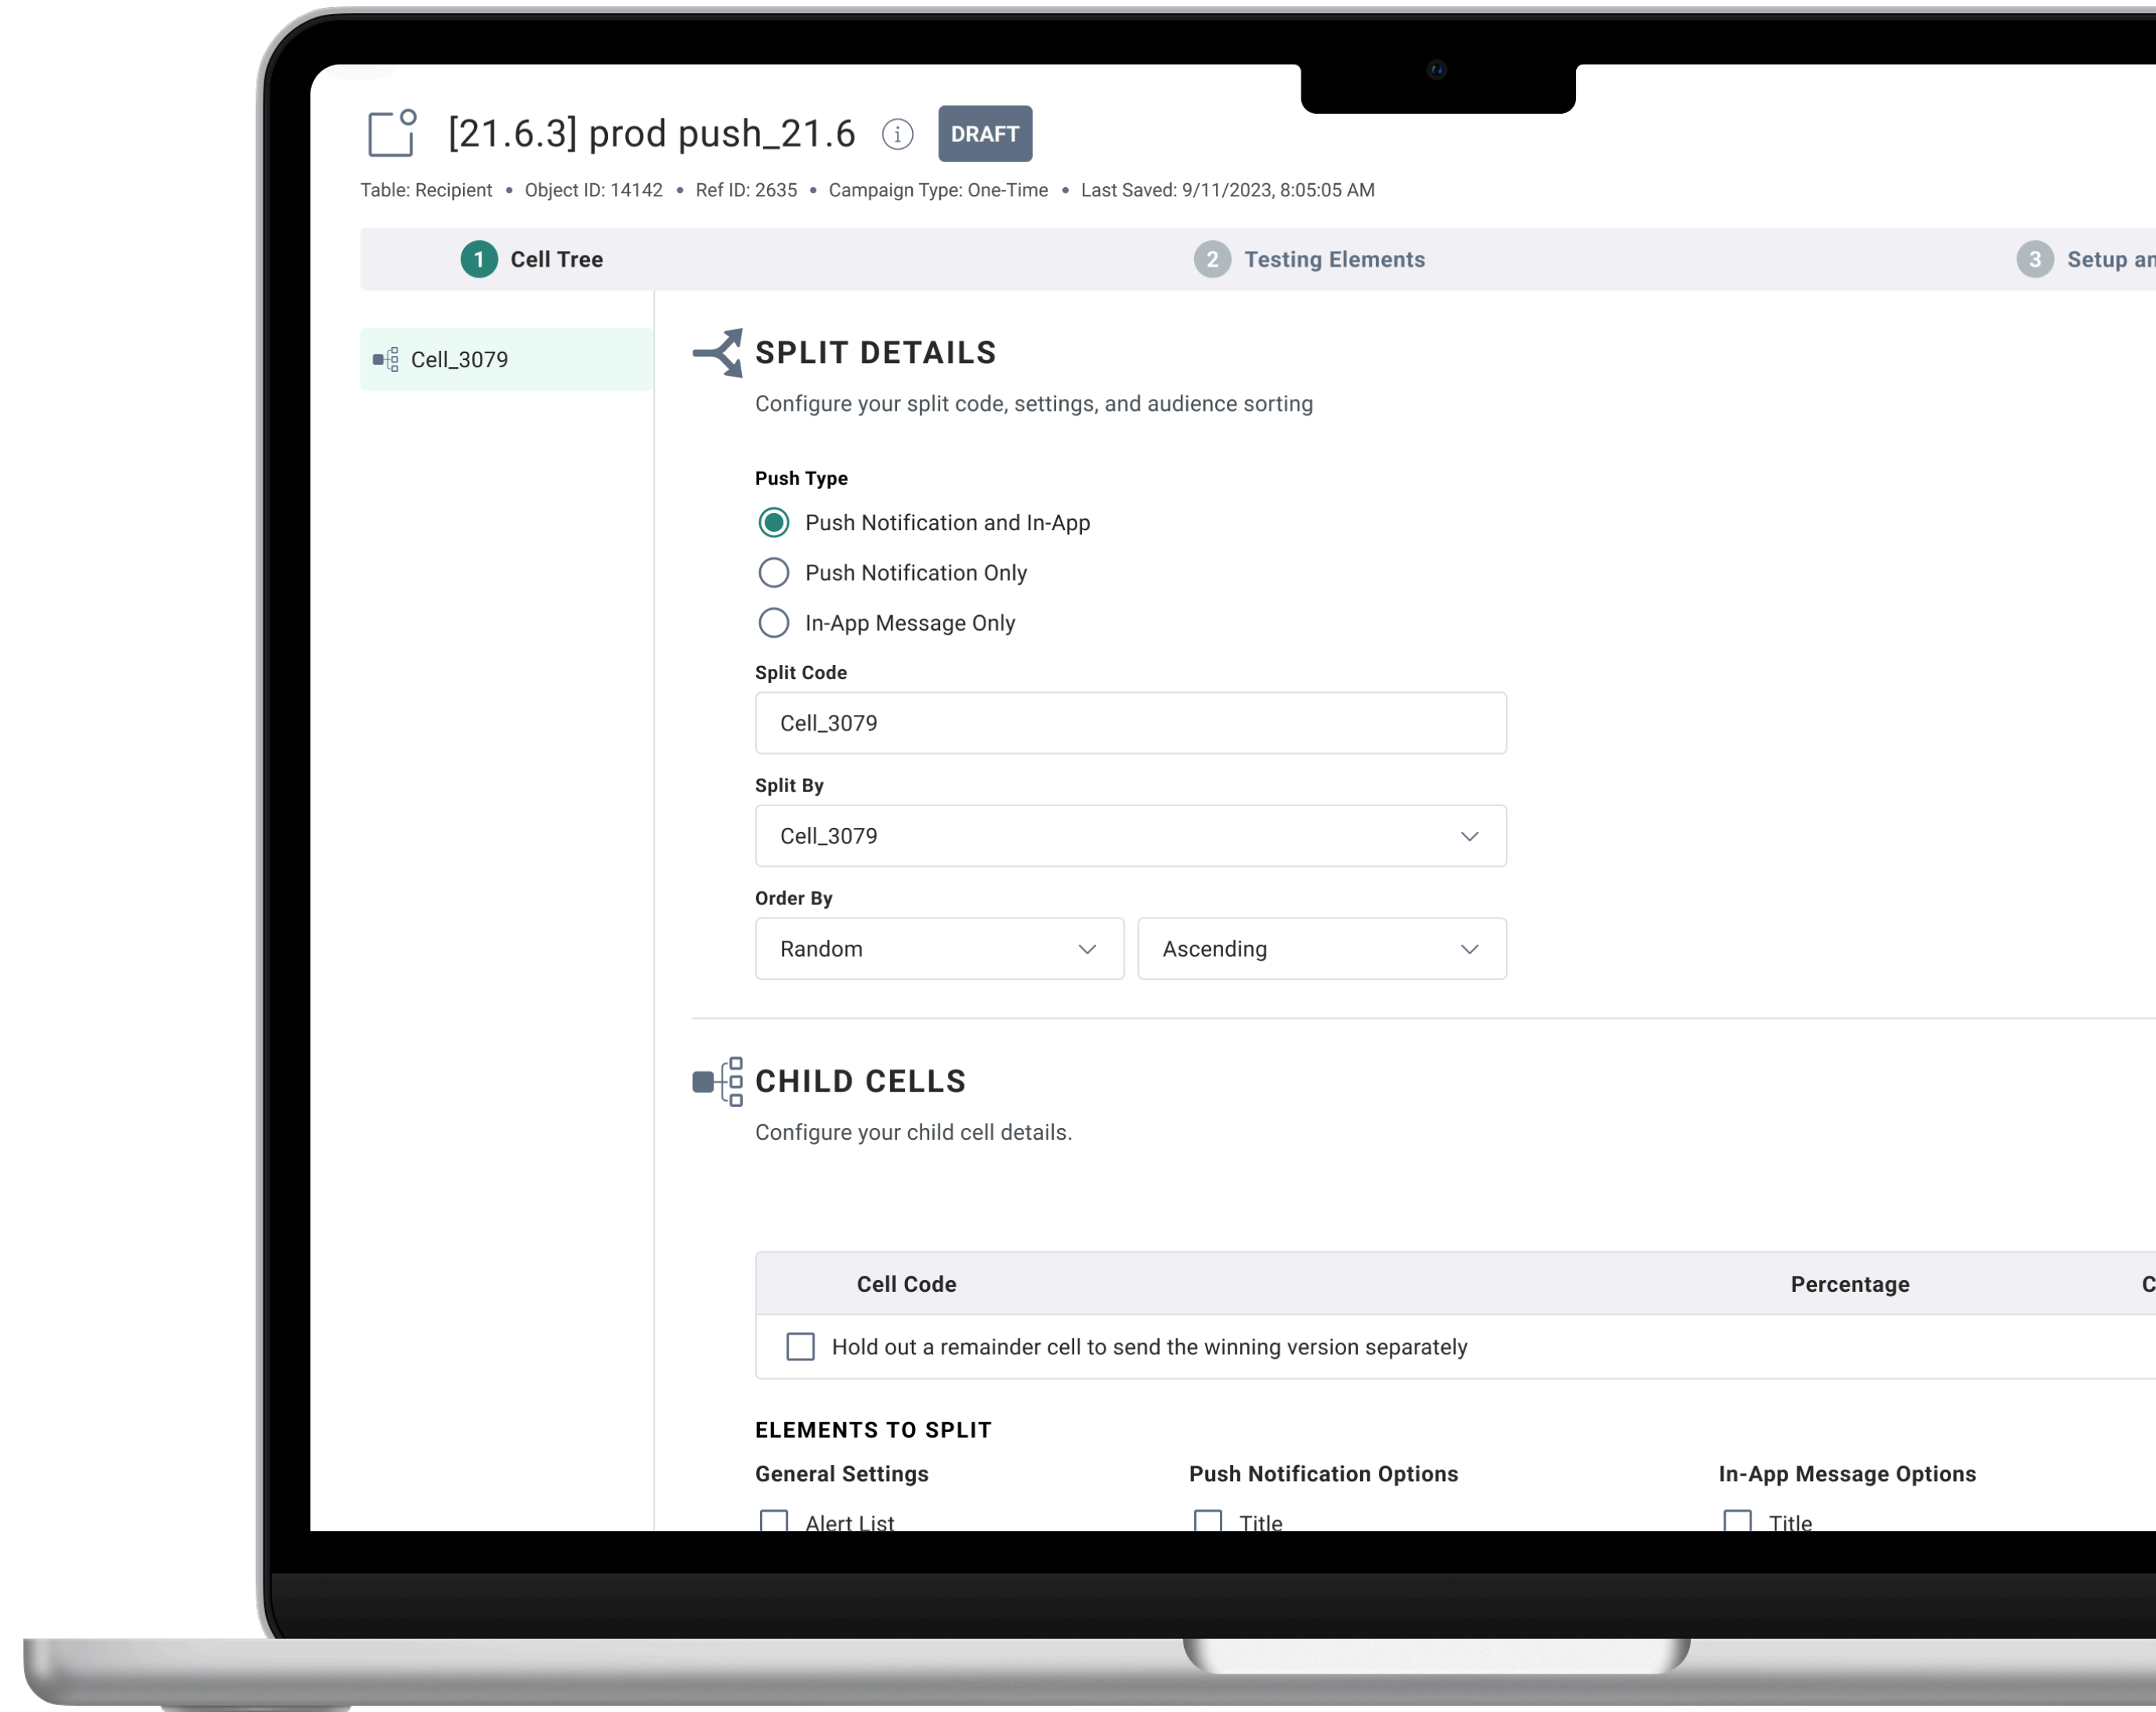 [21.6.3] prod push_21.6 i DRAFT
Table: Recipient • Object ID: 14142 • Ref ID: 2635 • Campaign Type: One-Time • Last Saved: 9/11/2023, 8:05:05 AM
1 Cell Tree 2 Testing Elements 3 Setup
Cell_3079
SPLIT DETAILS
Configure your split code, settings, and audience sorting
Push Type
Push Notification and In-App
Push Notification Only
In-App Message Only
Split Code
Cell_3079
Split By
Cell_3079
Order By
Random Ascending
CHILD CELLS
Configure your child cell details.
Cell Code Percentage
Hold out a remainder cell to send the winning version separately
ELEMENTS TO SPLIT
General Settings Push Notification Options In-App Message Options
Alert List Title Title